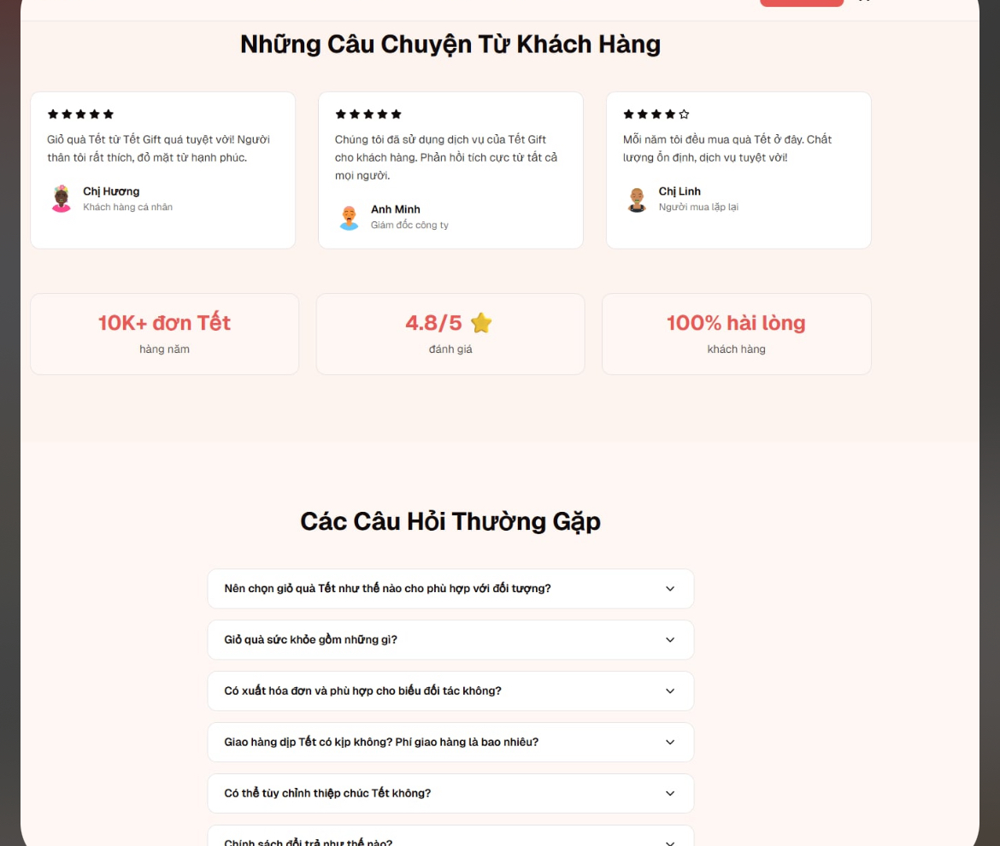 Những Câu Chuyện Từ Khách Hàng
Giỏ quà Tết từ Tết Gift quá tuyệt vời! Người
thân tôi rất thích, đỏ mặt từ hạnh phúc.
Chị Hương
Khách hàng cá nhân
Chúng tôi đã sử dụng dịch vụ của Tết Gift
cho khách hàng. Phản hồi tích cực từ tất cả
mọi người.
Anh Minh
Giám đốc công ty
Mỗi năm tôi đều mua quà Tết ở đây. Chất
lượng ổn định, dịch vụ tuyệt vời!
Chị Linh
Người mua lặp lại
10K+ đơn Tết
hàng năm
4.8/5
đánh giá
100% hài lòng
khách hàng
Các Câu Hỏi Thường Gặp
Nên chọn giỏ quà Tết như thế nào cho phù hợp với đối tượng?
Giỏ quà sức khỏe gồm những gì?
Có xuất hóa đơn và phù hợp cho biếu đối tác không?
Giao hàng dịp Tết có kịp không? Phí giao hàng là bao nhiêu?
Có thể tùy chỉnh thiệp chúc Tết không?
Chính sách đổi trả như thế nào?